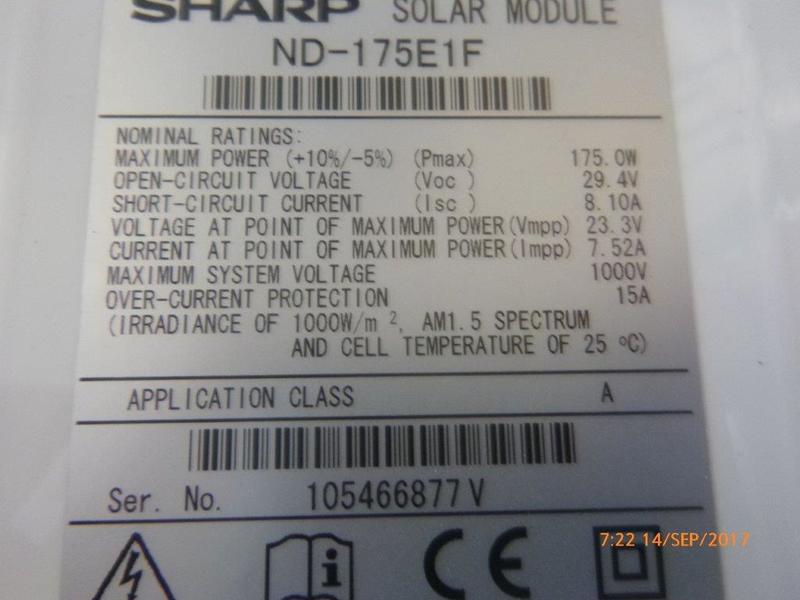 SHARP SOLAR MODULE
ND-175E1F
NOMINAL RATINGS:
MAXIMUM POWER (+10%/-5%) (Pmax) 175.0W
OPEN-CIRCUIT VOLTAGE (Voc) 29.4V
SHORT-CIRCUIT CURRENT (Isc) 8.10A
VOLTAGE AT POINT OF MAXIMUM POWER(Vmpp) 23.3V
CURRENT AT POINT OF MAXIMUM POWER(Impp) 7.52A
MAXIMUM SYSTEM VOLTAGE 1000V
OVER-CURRENT PROTECTION 15A
(IRRADIANCE OF 1000W/m ², AM1.5 SPECTRUM
AND CELL TEMPERATURE OF 25 ºC)
APPLICATION CLASS A
Ser. No. 105466877V
i CE
7:22 14/SEP/2017